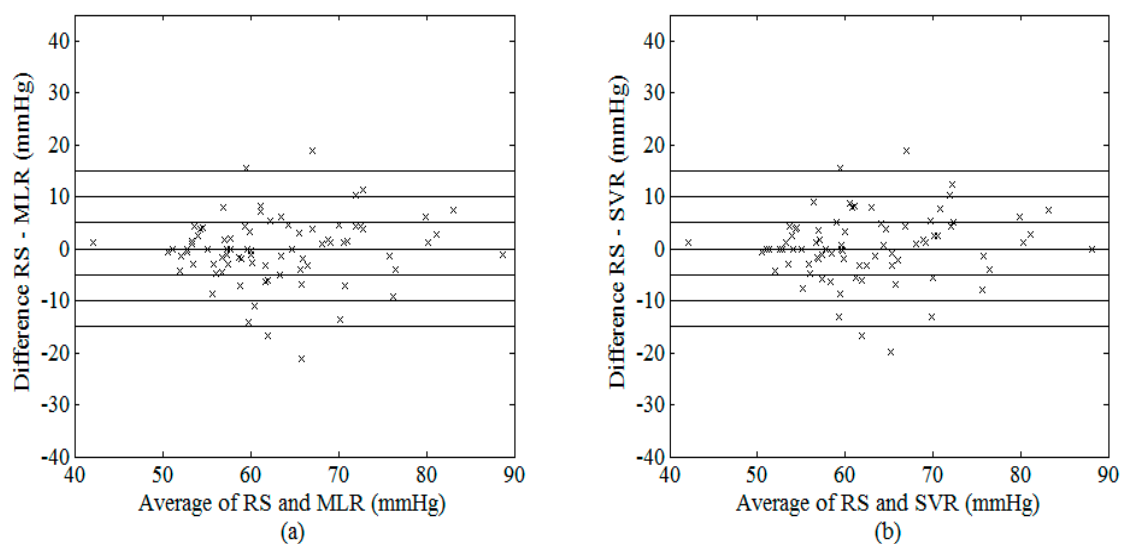 Difference RS - MLR (mmHg)
40
30
20
10
0
-10
-20
-30
-40
40 50 60 70 80 90
Average of RS and MLR (mmHg)
(a)
Difference RS - SVR (mmHg)
40
30
20
10
0
-10
-20
-30
-40
40 50 60 70 80 90
Average of RS and SVR (mmHg)
(b)